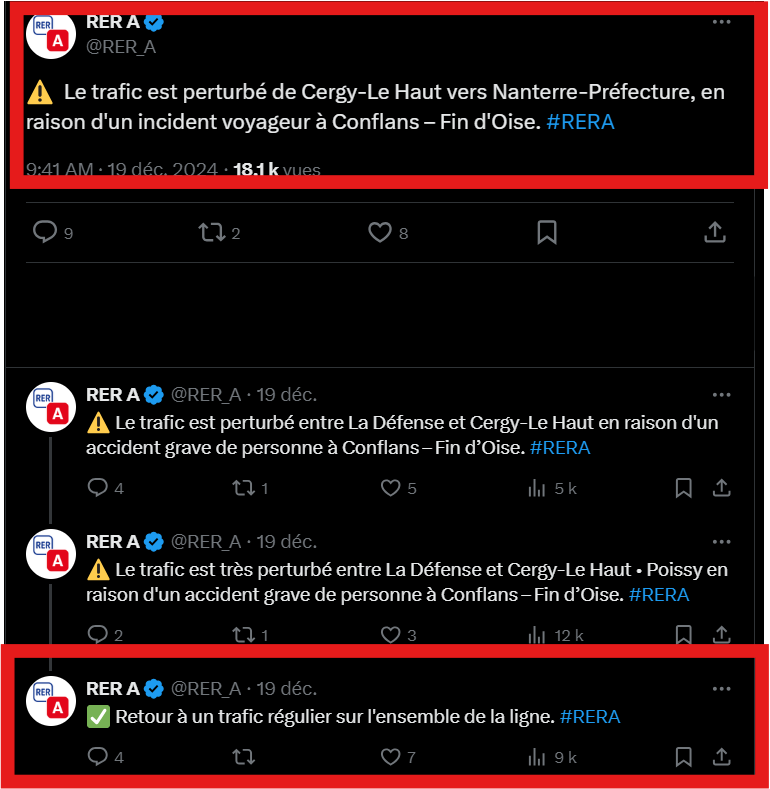 RER A
@RER_A
RER
A
⚠️ Le trafic est perturbé de Cergy-Le Haut vers Nanterre-Préfecture, en
raison d'un incident voyageur à Conflans – Fin d'Oise. #RERA
9:41 AM · 19 déc. 2024 · 18,1 k vues
9 2 8
RER
A
RER A @RER_A · 19 déc.
⚠️ Le trafic est perturbé entre La Défense et Cergy-Le Haut en raison d'un
accident grave de personne à Conflans – Fin d’Oise. #RERA
4 1 5 5 k
RER
A
RER A @RER_A · 19 déc.
⚠️ Le trafic est très perturbé entre La Défense et Cergy-Le Haut • Poissy en
raison d'un accident grave de personne à Conflans – Fin d’Oise. #RERA
2 1 3 12 k
RER
A
RER A @RER_A · 19 déc.
✅ Retour à un trafic régulier sur l'ensemble de la ligne. #RERA
4 7 9 k